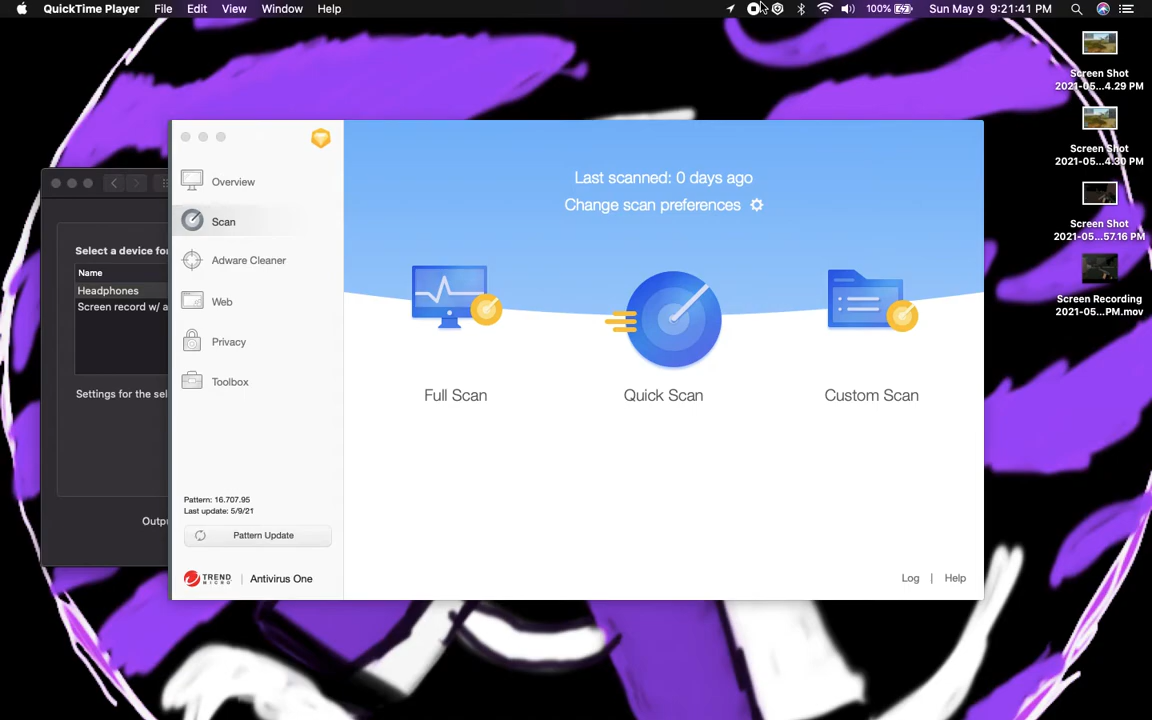 QuickTime Player File Edit View Window Help 100% Sun May 9 9:21:41 PM
Screen Shot
2021-05...4.29 PM
Screen Shot
2021-05...4.30 PM
Screen Shot
2021-05...57.16 PM
Screen Recording
2021-05...PM.mov
Select a device for
Name
Headphones
Screen record w/ a
Settings for the sel
Outp
Overview
Scan
Adware Cleaner
Web
Privacy
Toolbox
Pattern: 16.707.95
Last update: 5/9/21
Pattern Update
TREND MICRO | Antivirus One
Last scanned: 0 days ago
Change scan preferences
Full Scan
Quick Scan
Custom Scan
Log | Help